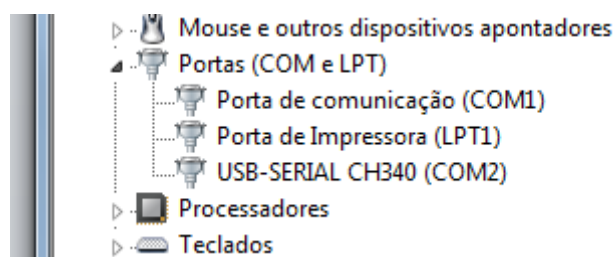 Mouse e outros dispositivos apontadores
Portas (COM e LPT)
Porta de comunicação (COM1)
Porta de Impressora (LPT1)
USB-SERIAL CH340 (COM2)
Processadores
Teclados